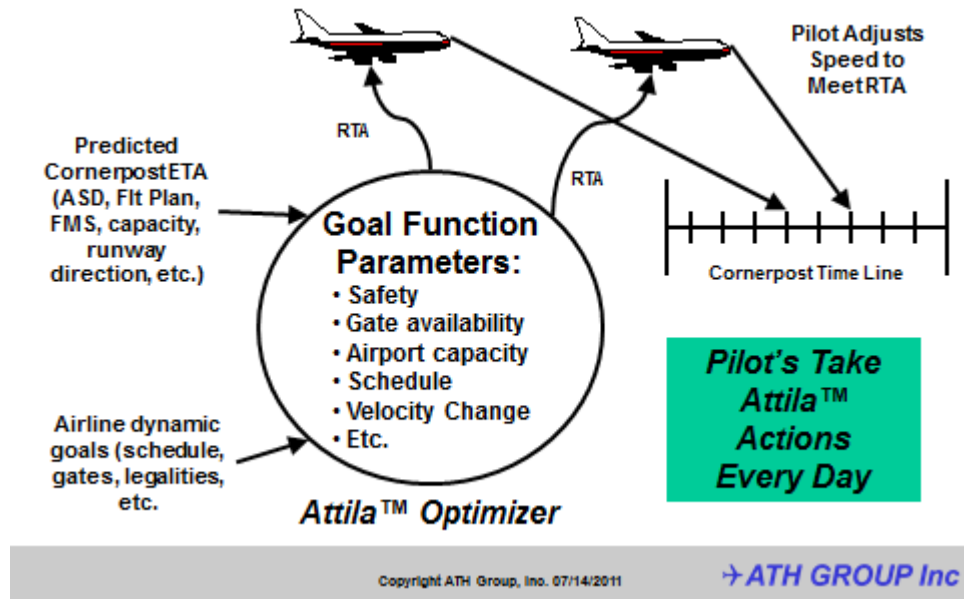 Pilot Adjusts
Speed to
Meet RTA
RTA
RTA
Predicted
Cornerpost ETA
(ASD, Flt Plan,
FMS, capacity,
runway
direction, etc.)
Goal Function
Parameters:
• Safety
• Gate availability
• Airport capacity
• Schedule
• Velocity Change
• Etc.
Cornerpost Time Line
Pilot's Take
Attila™
Actions
Every Day
Airline dynamic
goals (schedule,
gates, legalities,
etc.
Attila™ Optimizer
Copyright ATH Group, Inc. 07/14/2011
ATH GROUP Inc